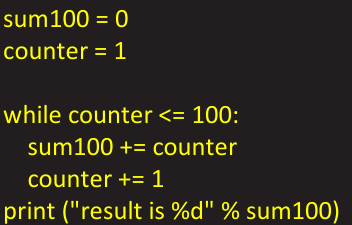 sum100 = 0
counter = 1

while counter <= 100:
    sum100 += counter
    counter += 1
print ("result is %d" % sum100)